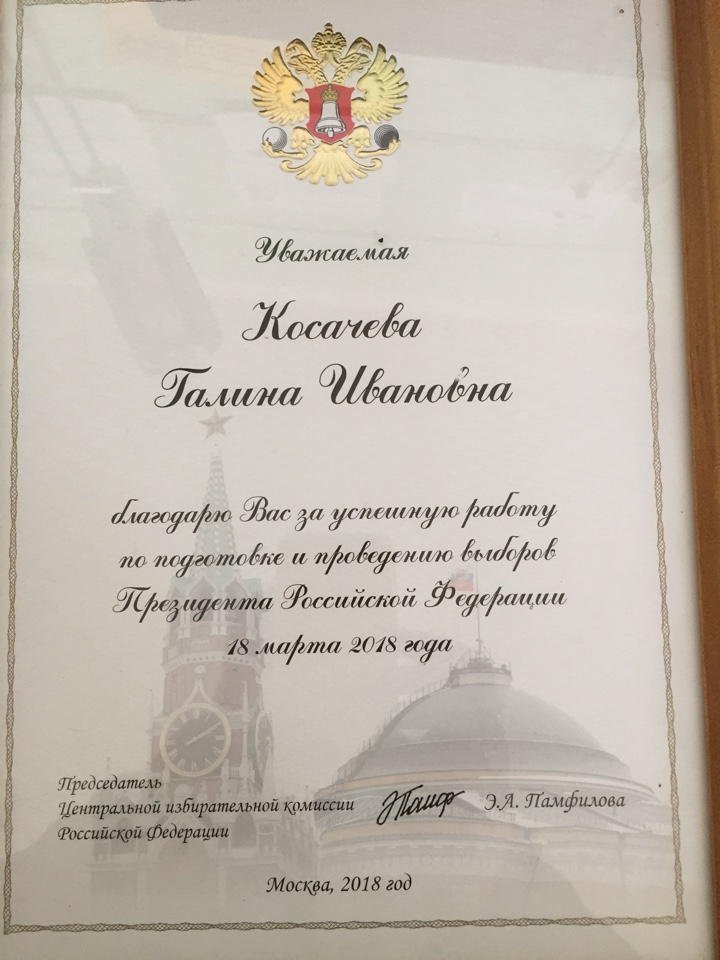 Уважаемая
Косачева
Галина Ивановна
благодарю Вас за успешную работу
по подготовке и проведению выборов
Президента Российской Федерации
18 марта 2018 года
Председатель
Центральной избирательной комиссии
Российской Федерации
Э.А. Памфилова
Москва, 2018 год